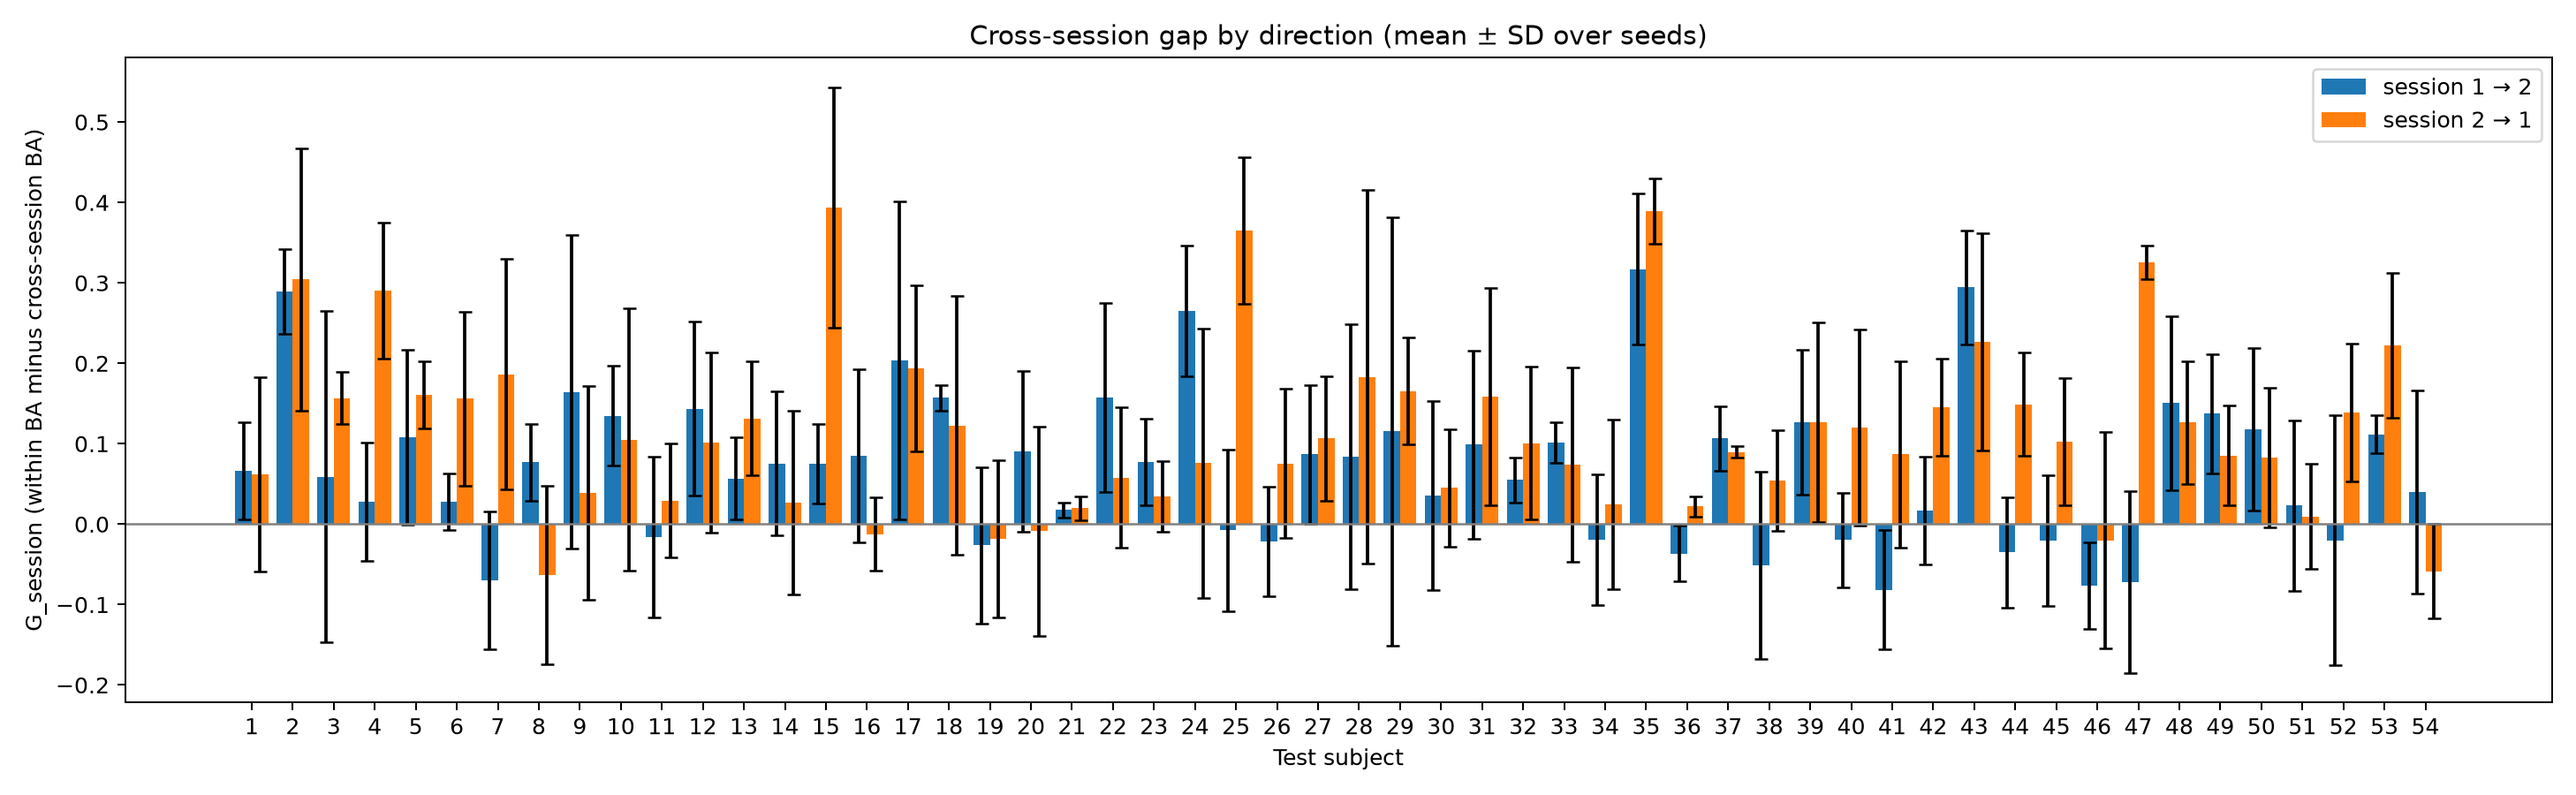 Cross-session gap by direction (mean ± SD over seeds)
session 1 → 2
session 2 → 1
G_session (within BA minus cross-session BA)
0.5
0.4
0.3
0.2
0.1
0.0
−0.1
−0.2
1 2 3 4 5 6 7 8 9 10 11 12 13 14 15 16 17 18 19 20 21 22 23 24 25 26 27 28 29 30 31 32 33 34 35 36 37 38 39 40 41 42 43 44 45 46 47 48 49 50 51 52 53 54
Test subject